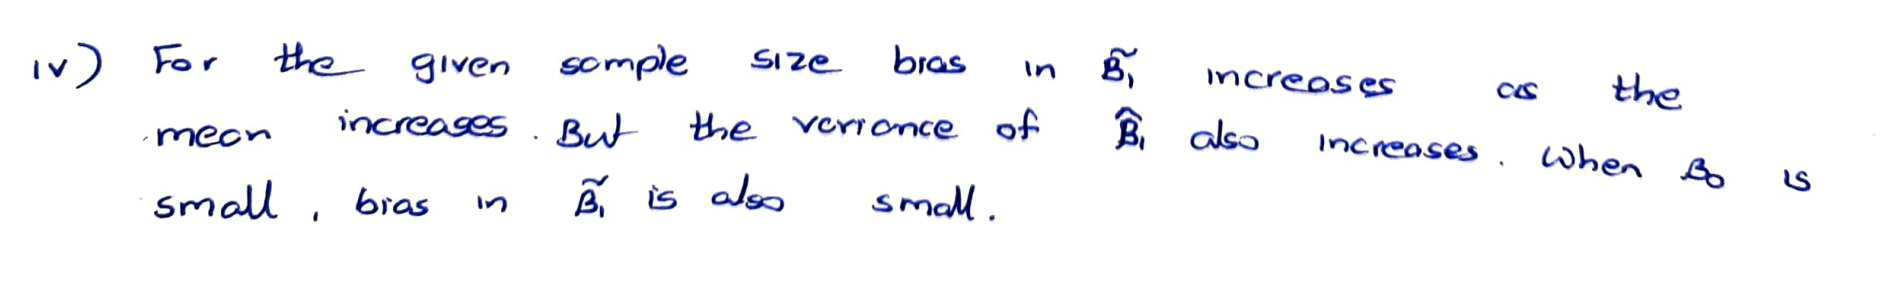 iv) For the given sample size bias in β̃₁ increases as the
mean increases. But the variance of β̂₁ also increases. When β₀ is
small, bias in β̃₁ is also small.